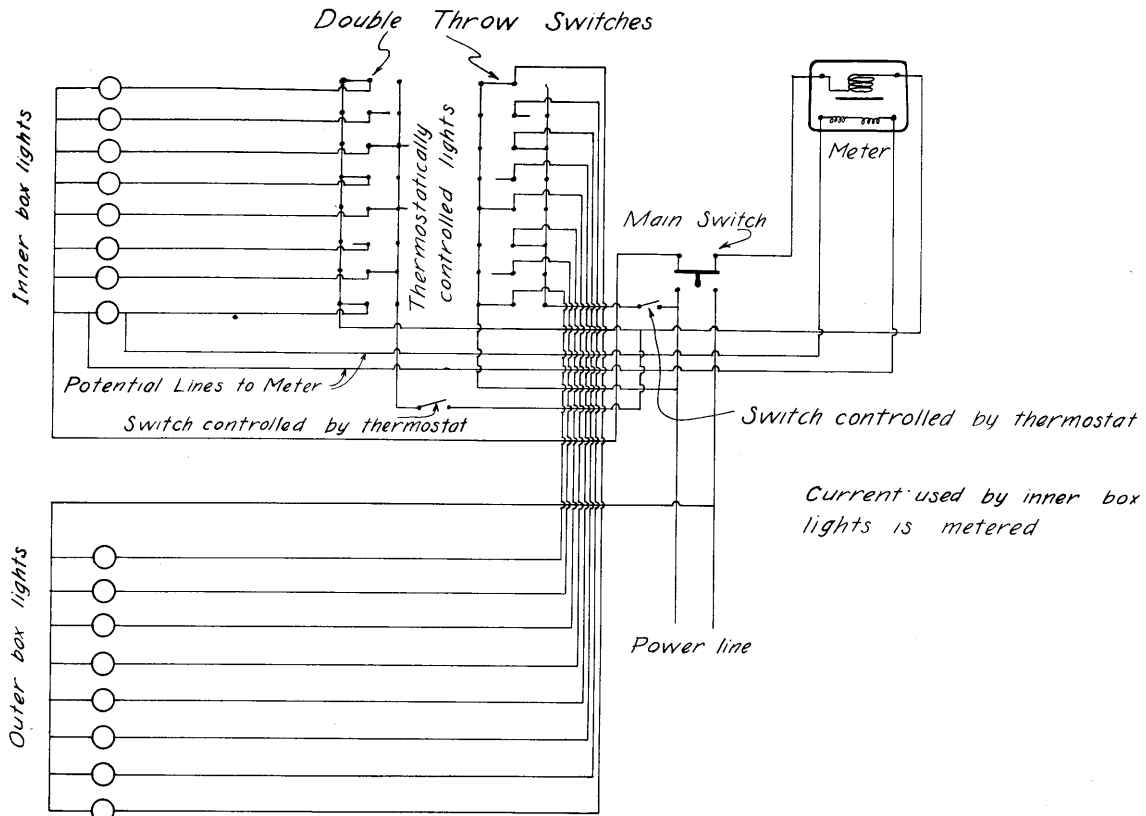 Double Throw Switches
Inner box lights
Thermostatically
controlled lights
Meter
Main Switch
Potential Lines to Meter
Switch controlled by thermostat
Switch controlled by thermostat
Current used by inner box
lights is metered
Outer box lights
Power line